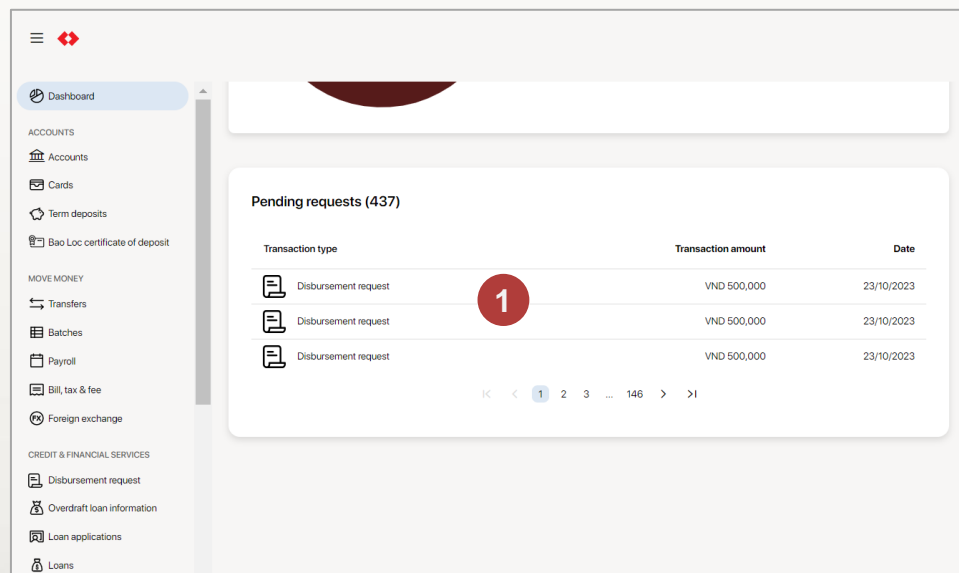 Dashboard
ACCOUNTS
Accounts
Cards
Term deposits
Bao Loc certificate of deposit
MOVE MONEY
Transfers
Batches
Payroll
Bill, tax & fee
FX Foreign exchange
CREDIT & FINANCIAL SERVICES
Disbursement request
Overdraft loan information
Loan applications
Loans
Pending requests (437)
Transaction type Transaction amount Date
Disbursement request VND 500,000 23/10/2023
1
Disbursement request VND 500,000 23/10/2023
Disbursement request VND 500,000 23/10/2023
1 2 3 ... 146